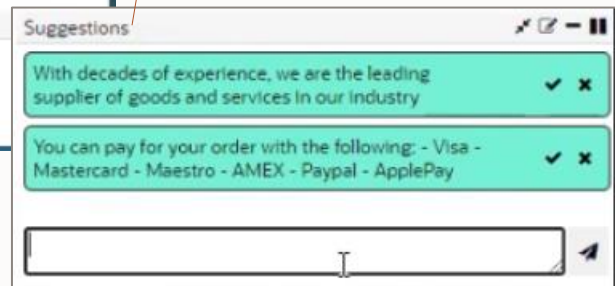 Suggestions
With decades of experience, we are the leading
supplier of goods and services in our industry
You can pay for your order with the following: - Visa -
Mastercard - Maestro - AMEX - Paypal - ApplePay